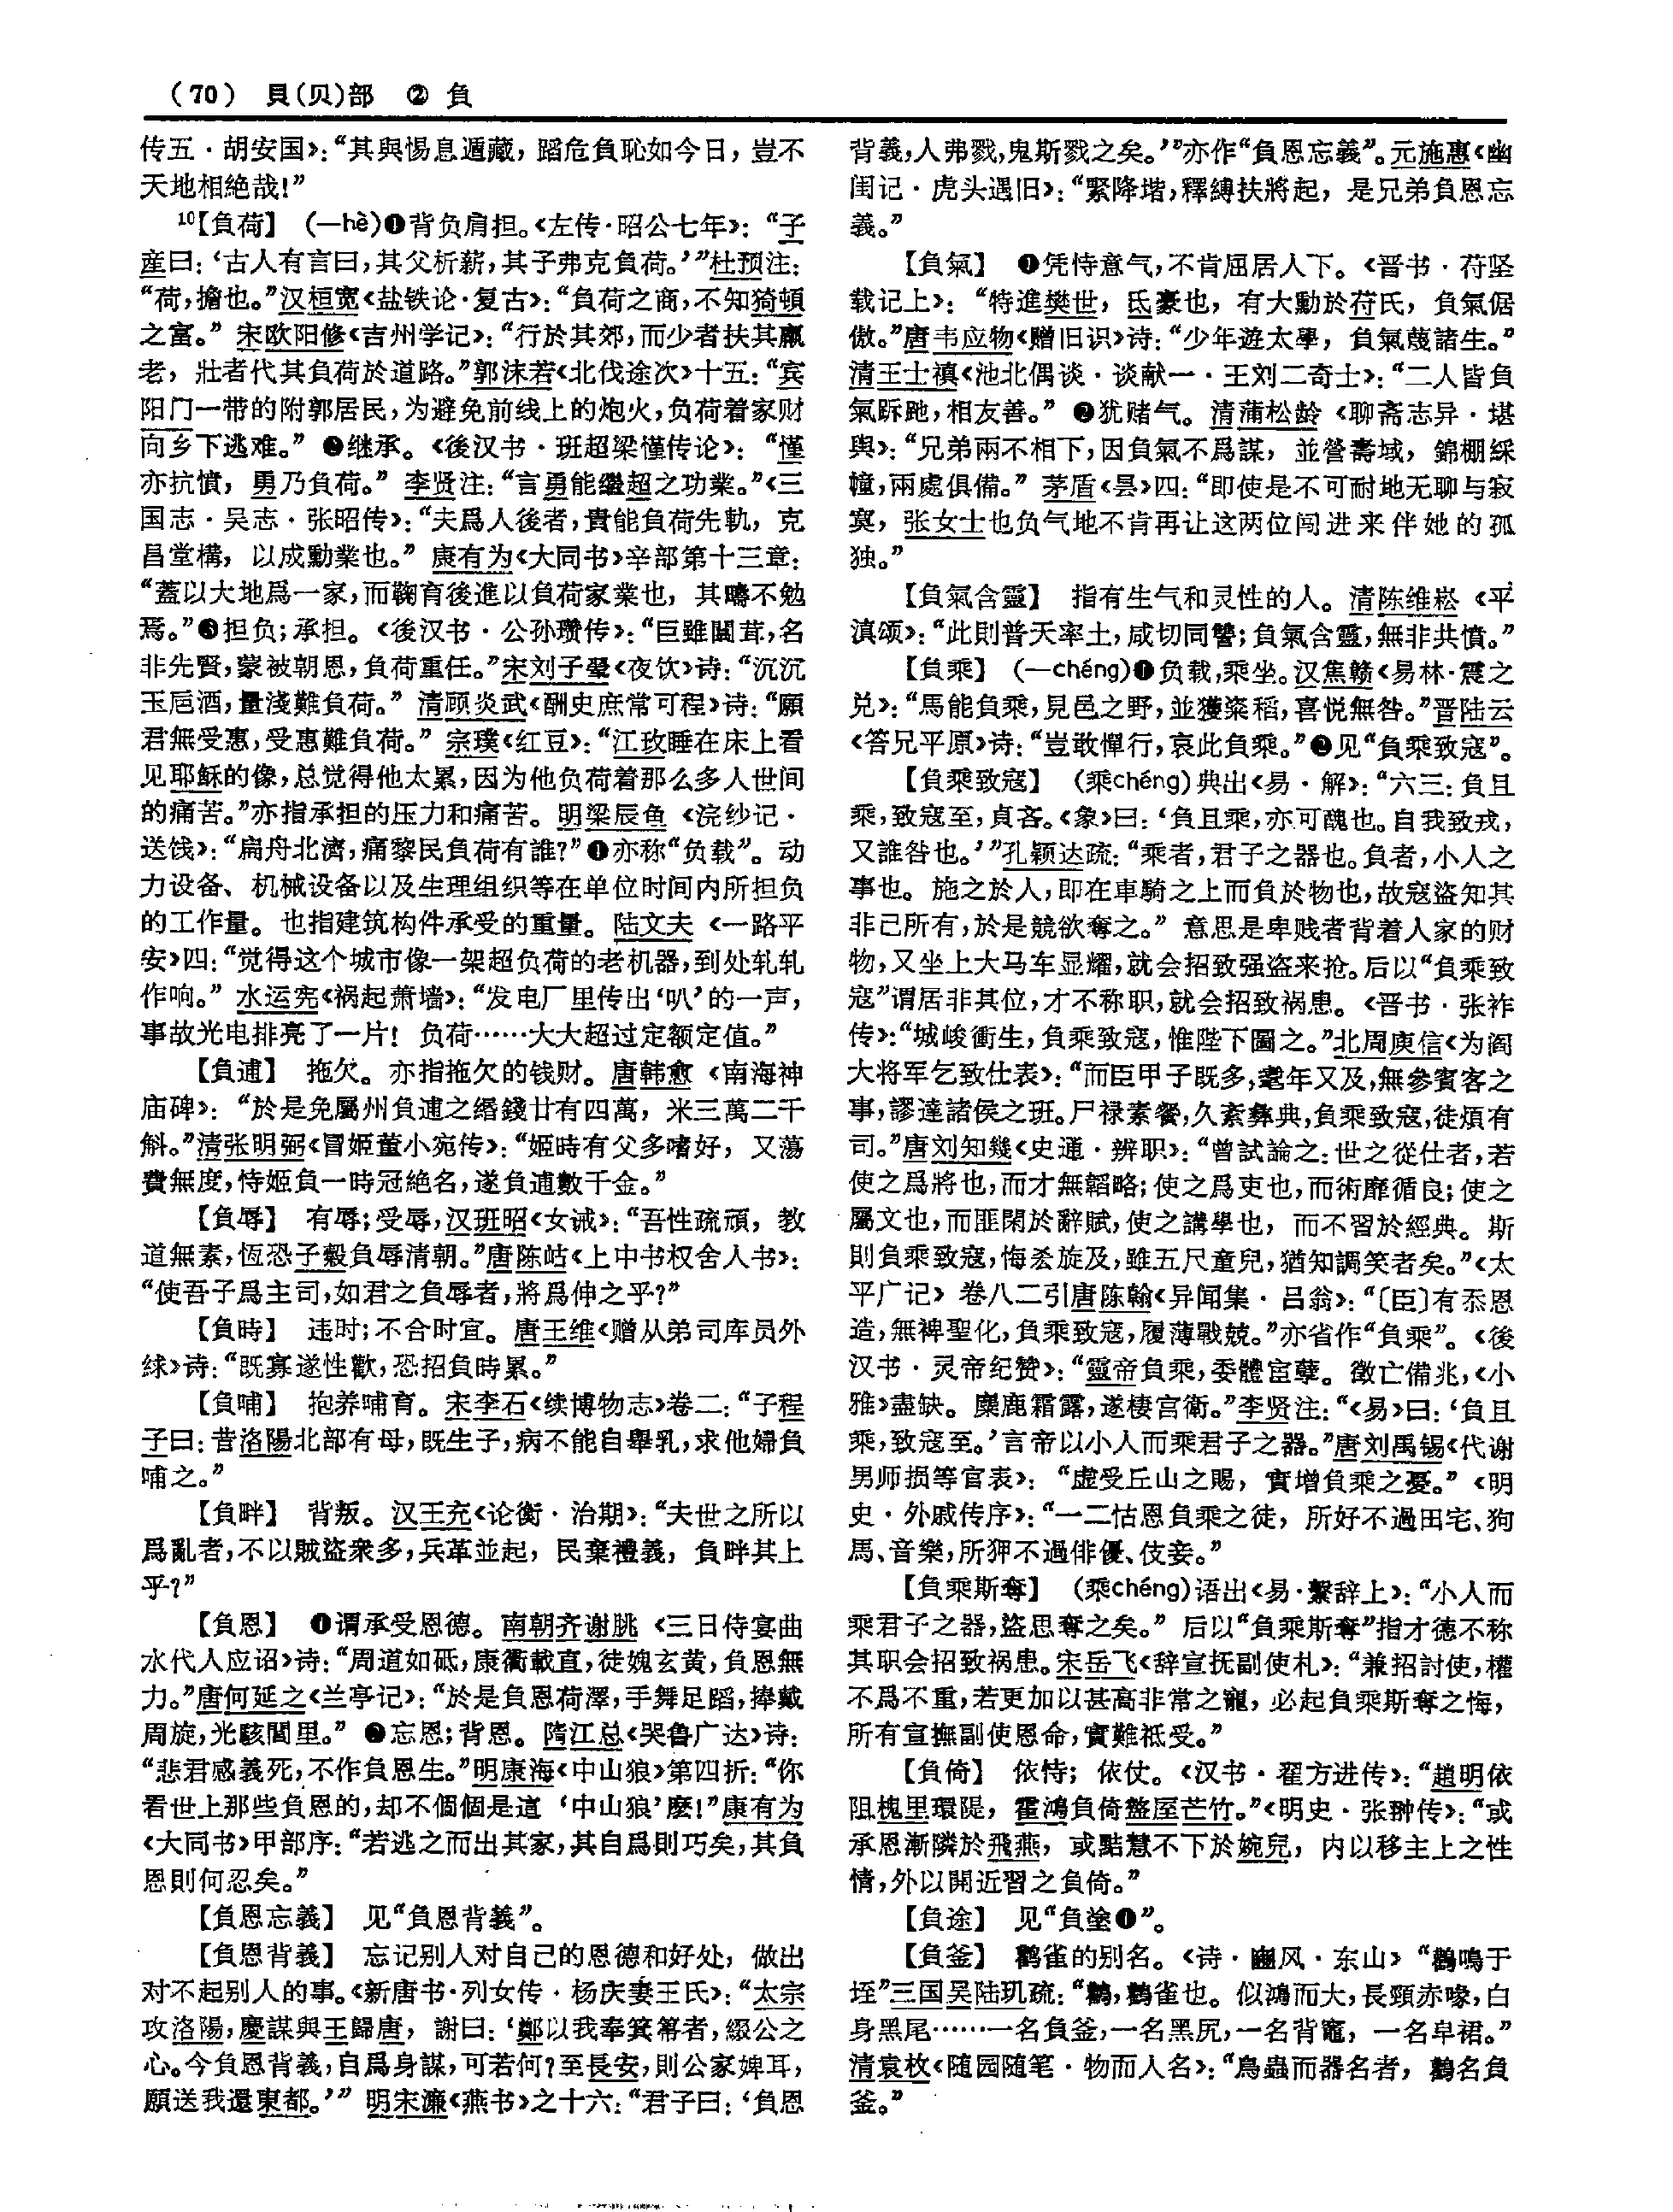 （70）　貝（贝）部　②　負
传五·胡安国》：“其與惕息遁藏，蹈危負恥如今日，豈不
天地相絶哉！”
¹⁰【負荷】　（—hè）❶背负肩担。《左传·昭公七年》：“子
産曰：‘古人有言曰，其父析薪，其子弗克負荷。’”杜预注：
“荷，擔也。”汉桓宽《盐铁论·复古》：“負荷之商，不知猗頓
之富。”宋欧阳修《吉州学记》：“行於其郊，而少者扶其羸
老，壯者代其負荷於道路。”郭沫若《北伐途次》十五：“宾
阳门一带的附郭居民，为避免前线上的炮火，负荷着家财
向乡下逃难。”❷继承。《後汉书·班超梁慬传论》：“慬
亦抗憤，勇乃負荷。”李贤注：“言勇能繼超之功業。”《三
国志·吴志·张昭传》：“夫爲人後者，貴能負荷先軌，克
昌堂構，以成勳業也。”康有为《大同书》辛部第十三章：
“蓋以大地爲一家，而鞠育後進以負荷家業也，其疇不勉
焉。”❸担负；承担。《後汉书·公孙瓒传》：“臣雖闒茸，名
非先賢，蒙被朝恩，負荷重任。”宋刘子翬《夜饮》诗：“沉沉
玉卮酒，量淺難負荷。”清顾炎武《酬史庶常可程》诗：“願
君無受惠，受惠難負荷。”宗璞《红豆》：“江玫睡在床上看
见耶稣的像，总觉得他太累，因为他负荷着那么多人世间
的痛苦。”亦指承担的压力和痛苦。明梁辰鱼《浣纱记·
送饯》：“扁舟北濟，痛黎民負荷有誰？”❹亦称“负载”。动
力设备、机械设备以及生理组织等在单位时间内所担负
的工作量。也指建筑构件承受的重量。陆文夫《一路平
安》四：“觉得这个城市像一架超负荷的老机器，到处轧轧
作响。”水运宪《祸起萧墙》：“发电厂里传出‘叭’的一声，
事故光电排亮了一片！负荷……大大超过定额定值。”
【負逋】　拖欠。亦指拖欠的钱财。唐韩愈《南海神
庙碑》：“於是免屬州負逋之緡錢廿有四萬，米三萬二千
斛。”清张明弼《冒姬董小宛传》：“姬時有父多嗜好，又蕩
費無度，恃姬負一時冠絶名，遂負逋數千金。”
【負辱】　有辱；受辱，汉班昭《女诫》：“吾性疏頑，教
道無素，恆恐子穀負辱清朝。”唐陈岵《上中书权舍人书》：
“使吾子爲主司，如君之負辱者，將爲伸之乎？”
【負時】　违时；不合时宜。唐王维《赠从弟司库员外
絿》诗：“既寡遂性歡，恐招負時累。”
【負哺】　抱养哺育。宋李石《续博物志》卷二：“子程
子曰：昔洛陽北部有母，既生子，病不能自舉乳，求他婦負
哺之。”
【負畔】　背叛。汉王充《论衡·治期》：“夫世之所以
爲亂者，不以賊盜衆多，兵革並起，民棄禮義，負畔其上
乎？”
【負恩】　❶谓承受恩德。南朝齐谢朓《三日侍宴曲
水代人应诏》诗：“周道如砥，康衢載直，徒媿玄黄，負恩無
力。”唐何延之《兰亭记》：“於是負恩荷澤，手舞足蹈，捧戴
周旋，光駭閭里。”❷忘恩；背恩。隋江总《哭鲁广达》诗：
“悲君感義死，不作負恩生。”明康海《中山狼》第四折：“你
看世上那些負恩的，却不個個是這‘中山狼’麽！”康有为
《大同书》甲部序：“若逃之而出其家，其自爲則巧矣，其負
恩則何忍矣。”
【負恩忘義】　见“負恩背義”。
【負恩背義】　忘记别人对自己的恩德和好处，做出
对不起别人的事。《新唐书·列女传·杨庆妻王氏》：“太宗
攻洛陽，慶謀與王歸唐，謝曰：‘鄭以我奉箕箒者，綴公之
心。今負恩背義，自爲身謀，可若何？至長安，則公家婢耳，
願送我還東都。’”明宋濂《燕书》之十六：“君子曰：‘負恩
背義，人弗戮，鬼斯戮之矣。’”亦作“負恩忘義”。元施惠《幽
闺记·虎头遇旧》：“緊降堦，釋縛扶將起，是兄弟負恩忘
義。”
【負氣】　❶凭恃意气，不肯屈居人下。《晋书·苻坚
载记上》：“特進樊世，氐豪也，有大勳於苻氏，負氣倨
傲。”唐韦应物《赠旧识》诗：“少年遊太學，負氣蔑諸生。”
清王士禛《池北偶谈·谈献一·王刘二奇士》：“二人皆負
氣跅跎，相友善。”❷犹赌气。清蒲松龄《聊斋志异·堪
舆》：“兄弟兩不相下，因負氣不爲謀，並營壽域，錦棚綵
幢，兩處俱備。”茅盾《昙》四：“即使是不可耐地无聊与寂
寞，张女士也负气地不肯再让这两位闯进来伴她的孤
独。”
【負氣含靈】　指有生气和灵性的人。清陈维崧《平
滇颂》：“此則普天率土，咸切同讐；負氣含靈，無非共憤。”
【負乘】　（—chéng）❶负载，乘坐。汉焦赣《易林·震之
兑》：“馬能負乘，見邑之野，並獲粢稻，喜悦無咎。”晋陆云
《答兄平原》诗：“豈敢憚行，哀此負乘。”❷见“負乘致寇”。
【負乘致寇】　（乘chéng）典出《易·解》：“六三：負且
乘，致寇至，貞吝。《象》曰：‘負且乘，亦可醜也。自我致戎，
又誰咎也。’”孔颖达疏：“乘者，君子之器也。負者，小人之
事也。施之於人，即在車騎之上而負於物也，故寇盜知其
非己所有，於是競欲奪之。”意思是卑贱者背着人家的财
物，又坐上大马车显耀，就会招致强盗来抢。后以“負乘致
寇”谓居非其位，才不称职，就会招致祸患。《晋书·张祚
传》：“城峻衝生，負乘致寇，惟陛下圖之。”北周庾信《为阎
大将军乞致仕表》：“而臣甲子既多，耄年又及，無參賓客之
事，謬達諸侯之班。尸禄素餐，久紊彝典，負乘致寇，徒煩有
司。”唐刘知幾《史通·辨职》：“曾試論之：世之從仕者，若
使之爲將也，而才無韜略；使之爲吏也，而術靡循良；使之
屬文也，而匪閑於辭賦，使之講學也，而不習於經典。斯
則負乘致寇，悔吝旋及，雖五尺童兒，猶知調笑者矣。”《太
平广记》卷八二引唐陈翰《异闻集·吕翁》：“〔臣〕有忝恩
造，無裨聖化，負乘致寇，履薄戰兢。”亦省作“負乘”。《後
汉书·灵帝纪赞》：“靈帝負乘，委體宦孽。徵亡備兆，《小
雅》盡缺。麋鹿霜露，遂棲宫衛。”李贤注：“《易》曰：‘負且
乘，致寇至。’言帝以小人而乘君子之器。”唐刘禹锡《代谢
男师损等官表》：“虚受丘山之賜，實增負乘之憂。”《明
史·外戚传序》：“一二怙恩負乘之徒，所好不過田宅、狗
馬、音樂，所狎不過俳優、伎妾。”
【負乘斯奪】　（乘chéng）语出《易·繫辞上》：“小人而
乘君子之器，盜思奪之矣。”后以“負乘斯奪”指才德不称
其职会招致祸患。宋岳飞《辞宣抚副使札》：“兼招討使，權
不爲不重，若更加以甚高非常之寵，必起負乘斯奪之悔，
所有宣撫副使恩命，實難祗受。”
【負倚】　依恃；依仗。《汉书·翟方进传》：“趙明依
阻槐里環隄，霍鴻負倚盩厔芒竹。”《明史·张翀传》：“或
承恩漸隣於飛燕，或黠慧不下於婉兒，内以移主上之性
情，外以開近習之負倚。”
【負途】　见“負塗❶”。
【負釜】　鹳雀的别名。《诗·豳风·东山》“鸛鳴于
垤”三国吴陆玑疏：“鸛，鸛雀也。似鴻而大，長頸赤喙，白
身黑尾……一名負釜，一名黑尻，一名背竈，一名皁裙。”
清袁枚《随园随笔·物而人名》：“鳥蟲而器名者，鸛名負
釜。”